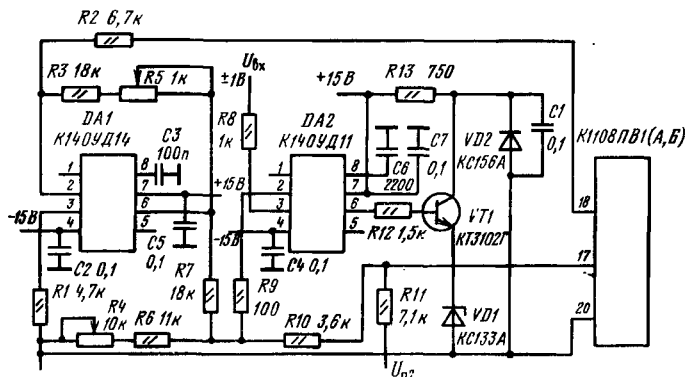 R2 6,7к
R3 18к
R5 1к
±1В
Uвх
+15В
R13 750
DA1
К140УД14
C3
100п
R8
1к
DA2
К140УД11
C7
0,1
C6
2200
VD2
КС156А
C1
0,1
К1108ПВ1(А,Б)
1
2
3
4
8
7
6
5
+15В
-15В
C2 0,1
C5
0,1
1
2
3
4
8
7
6
5
-15В
C4 0,1
R12 1,5к
VT1
КТ3102Г
18
17
20
R1 4,7к
R4
10к
R6 11к
R7
18к
R9
100
R10 3,6к
R11
7,1к
VD1
КС133А